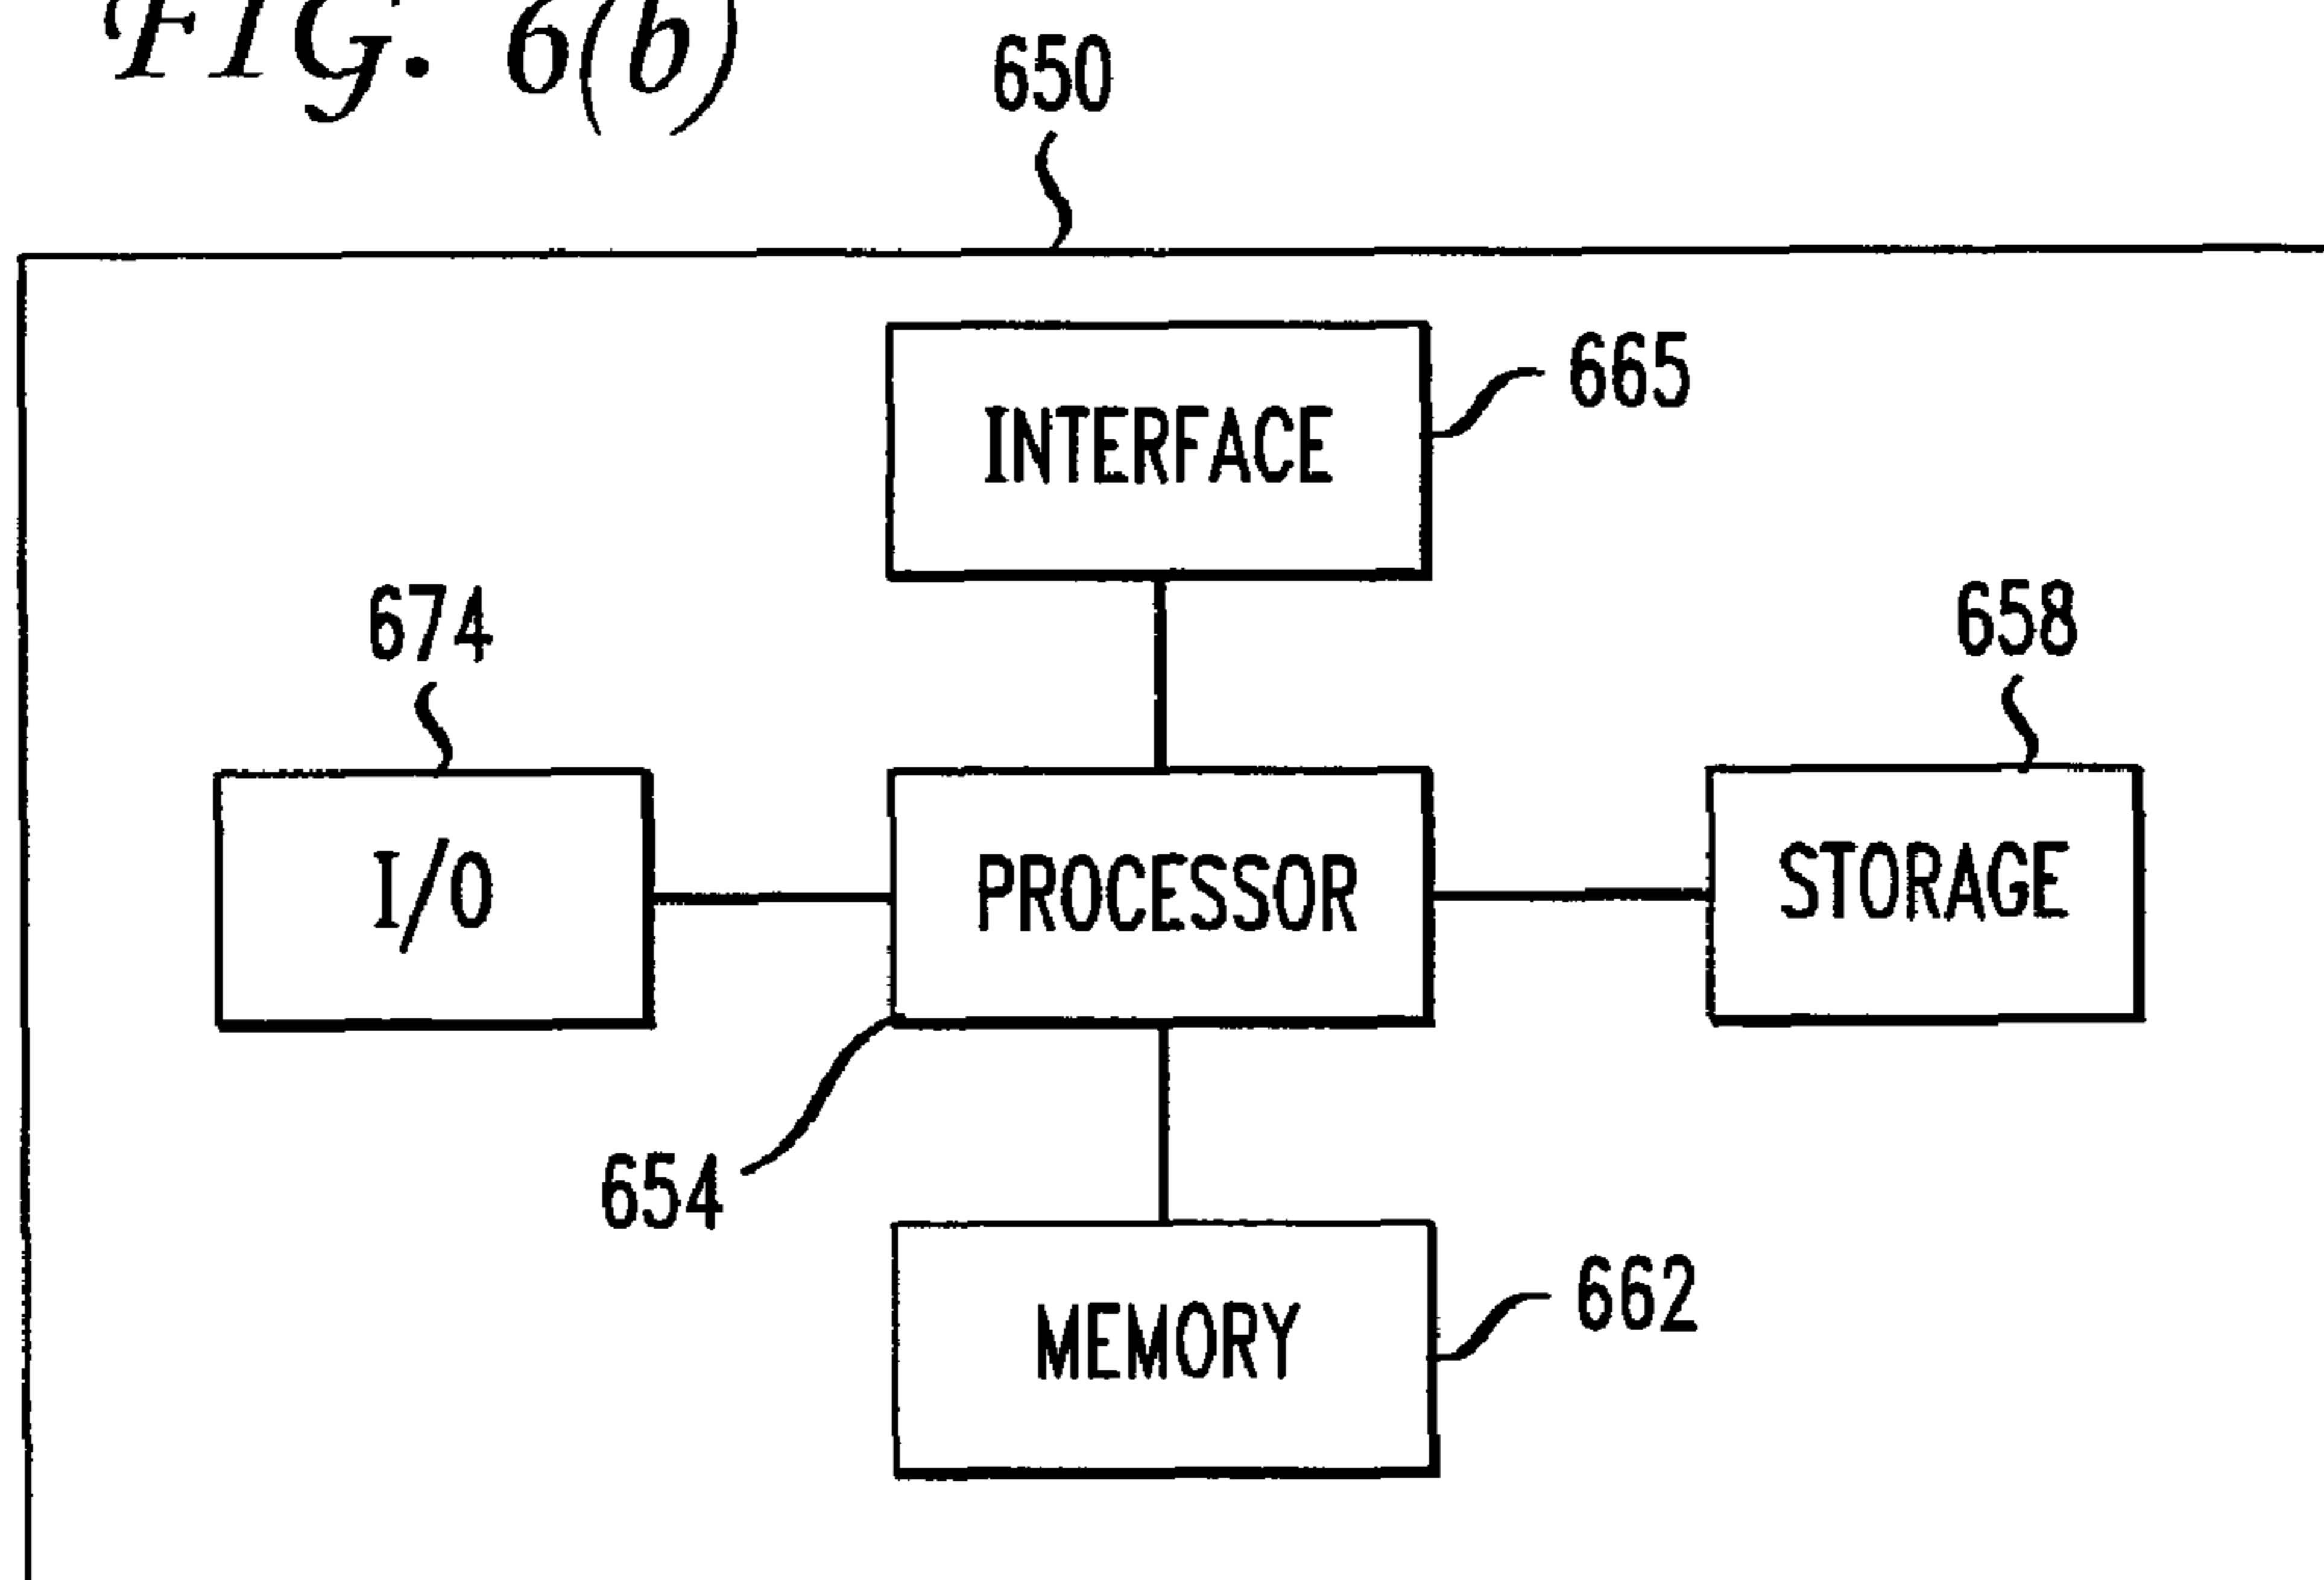 FIG. 6(b)
650
INTERFACE
665
674
658
I/O
PROCESSOR
STORAGE
654
MEMORY
662